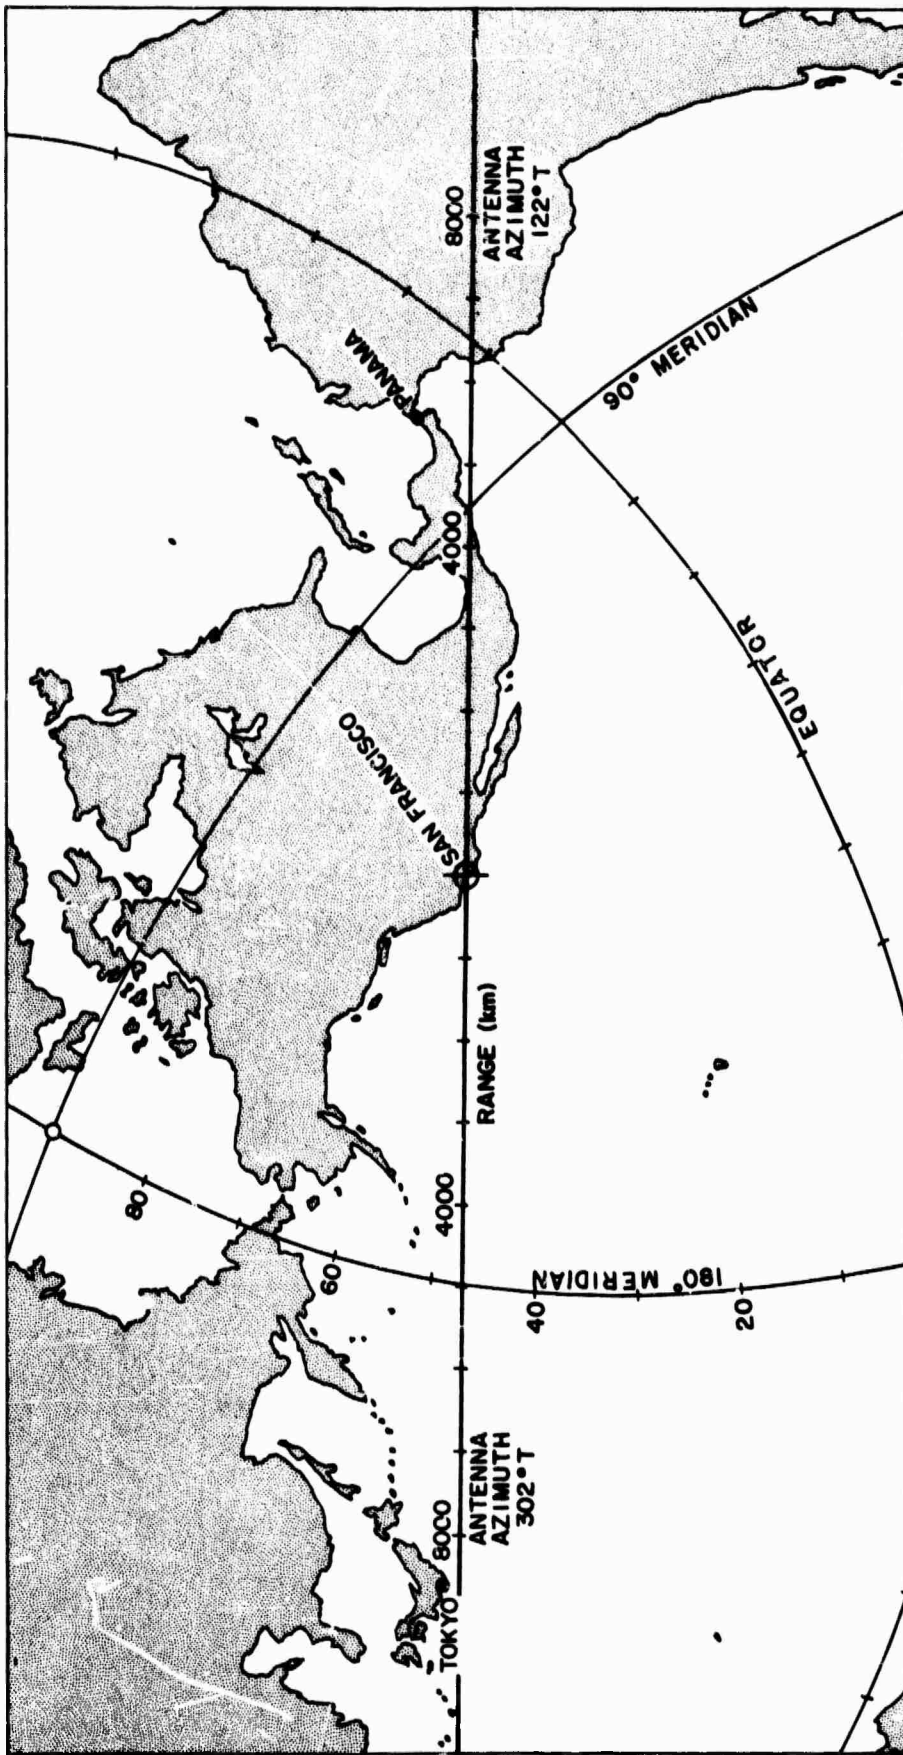 TOKYO
8000
ANTENNA
AZIMUTH
302°T
180° MERIDIAN
80
60
40
20
4000
RANGE (km)
SAN FRANCISCO
4000
PANAMA
8000
ANTENNA
AZIMUTH
122°T
90° MERIDIAN
EQUATOR